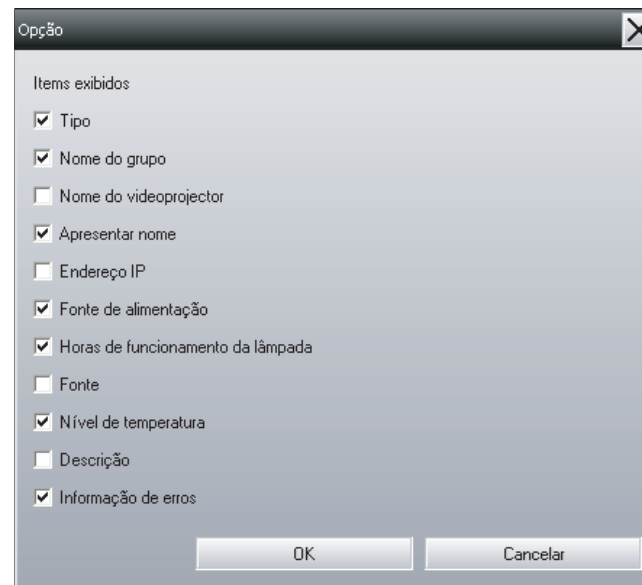 Opção
Items exibidos
Tipo
Nome do grupo
Nome do videoprojector
Apresentar nome
Endereço IP
Fonte de alimentação
Horas de funcionamento da lâmpada
Fonte
Nível de temperatura
Descrição
Informação de erros
OK Cancelar